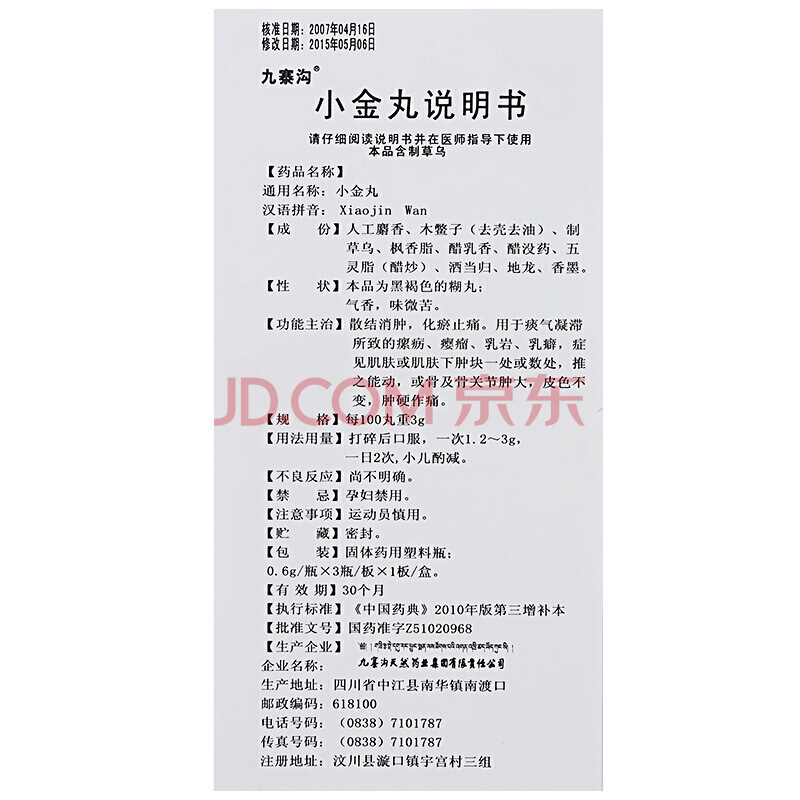 核准日期：2007年04月16日
修改日期：2015年05月06日
九寨沟®
小金丸说明书
请仔细阅读说明书并在医师指导下使用
本品含制草乌
【药品名称】
通用名称：小金丸
汉语拼音： Xiaojin Wan
【成 份】人工麝香、木鳖子（去壳去油）、制
草乌、枫香脂、醋乳香、醋没药、五
灵脂（醋炒）、酒当归、地龙、香墨。
【性 状】本品为黑褐色的糊丸；
气香，味微苦。
【功能主治】散结消肿，化瘀止痛。用于痰气凝滞
所致的瘰疬、瘿瘤、乳岩、乳癖，症
见肌肤或肌肤下肿块一处或数处，推
之能动，或骨及骨关节肿大，皮色不
变，肿硬作痛。
JD.COM 京东
【规 格】每100丸重3g
【用法用量】打碎后口服，一次1.2～3g，
一日2次,小儿酌减。
【不良反应】尚不明确。
【禁 忌】孕妇禁用。
【注意事项】运动员慎用。
【贮 藏】密封。
【包 装】固体药用塑料瓶；
0.6g/瓶×3瓶/板×1板/盒。
【有 效 期】30个月
【执行标准】《中国药典》2010年版第三增补本
【批准文号】国药准字Z51020968
【生产企业】
企业名称： 九寨沟天然药业集团有限责任公司
生产地址：四川省中江县南华镇南渡口
邮政编码：618100
电话号码：（0838）7101787
传真号码：（0838）7101787
注册地址：汶川县漩口镇宇宫村三组